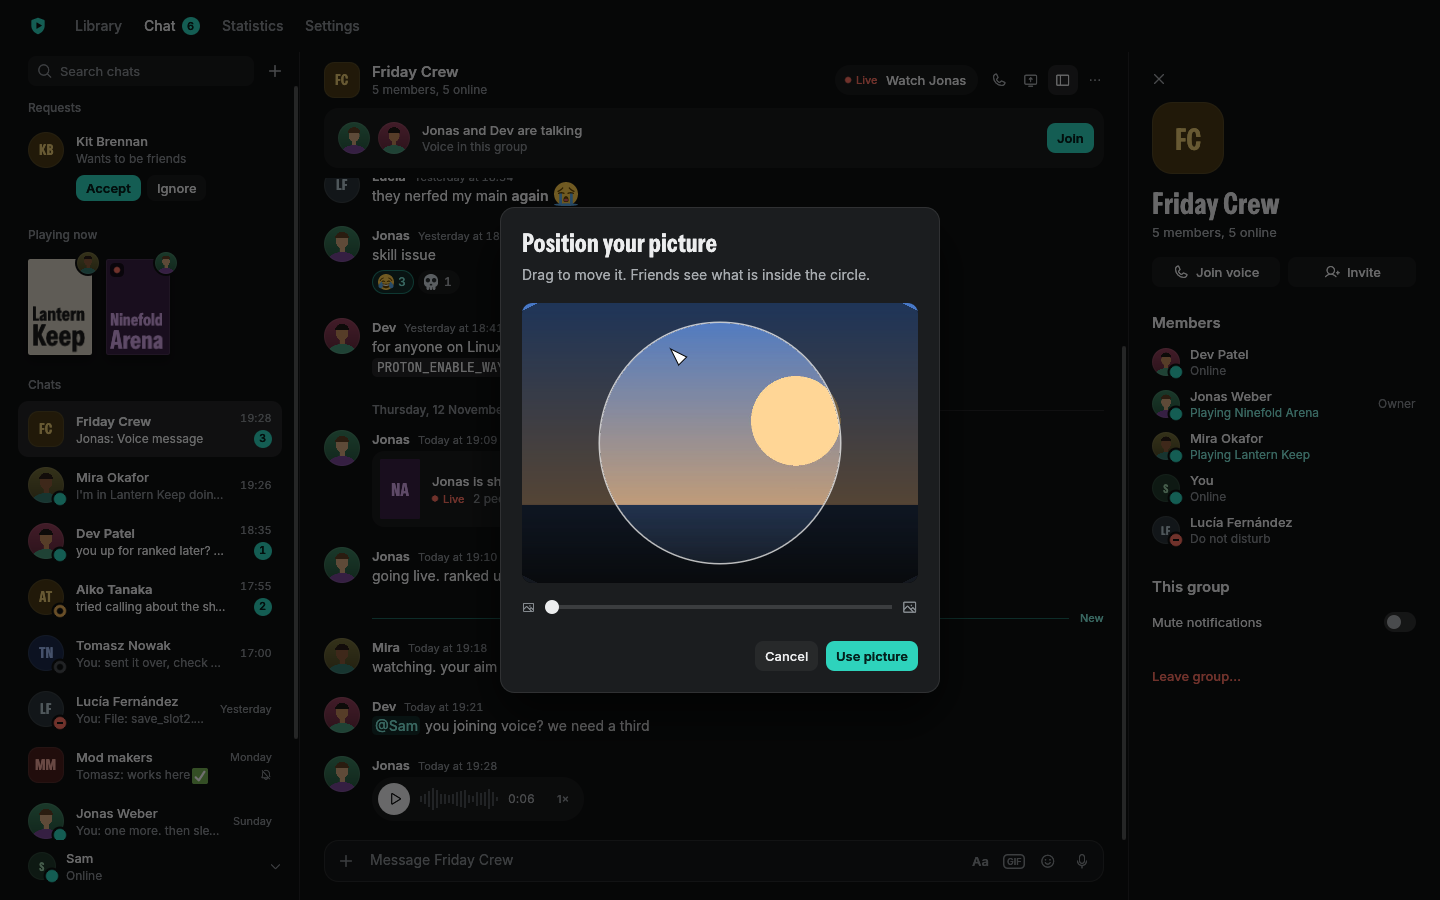 Library
Chat 6
Statistics
Settings
Search chats
Requests
KB
Kit Brennan
Wants to be friends
Accept
Ignore
Playing now
Lantern
Keep
Ninefold
Arena
Chats
FC
Friday Crew
19:28
Jonas: Voice message
3
Mira Okafor
19:26
I'm in Lantern Keep doin...
Dev Patel
18:35
you up for ranked later? ...
1
AT
Aiko Tanaka
17:55
tried calling about the sh...
2
TN
Tomasz Nowak
17:00
You: sent it over, check ...
LF
Lucía Fernández
Yesterday
You: File: save_slot2....
MM
Mod makers
Monday
Tomasz: works here
Jonas Weber
Sunday
You: one more. then sle...
S
Sam
Online
FC
Friday Crew
5 members, 5 online
Live
Watch Jonas
Jonas and Dev are talking
Voice in this group
Join
LF
they nerfed my main again
Jonas Yesterday at 18
skill issue
3
1
Dev Yesterday at 18:41
for anyone on Linux
PROTON_ENABLE_WA
Thursday, 12 Novembe
Jonas Today at 19:09
NA
Jonas is sh
Live
Jonas Today at 19:10
going live. ranked u
New
Mira Today at 19:18
watching. your aim
Dev Today at 19:21
@Sam you joining voice? we need a third
Jonas Today at 19:28
0:06
1×
Message Friday Crew
Aa
GIF
Position your picture
Drag to move it. Friends see what is inside the circle.
Cancel
Use picture
FC
Friday Crew
5 members, 5 online
Join voice
Invite
Members
Dev Patel
Online
Jonas Weber
Playing Ninefold Arena
Owner
Mira Okafor
Playing Lantern Keep
S
You
Online
LF
Lucía Fernández
Do not disturb
This group
Mute notifications
Leave group...